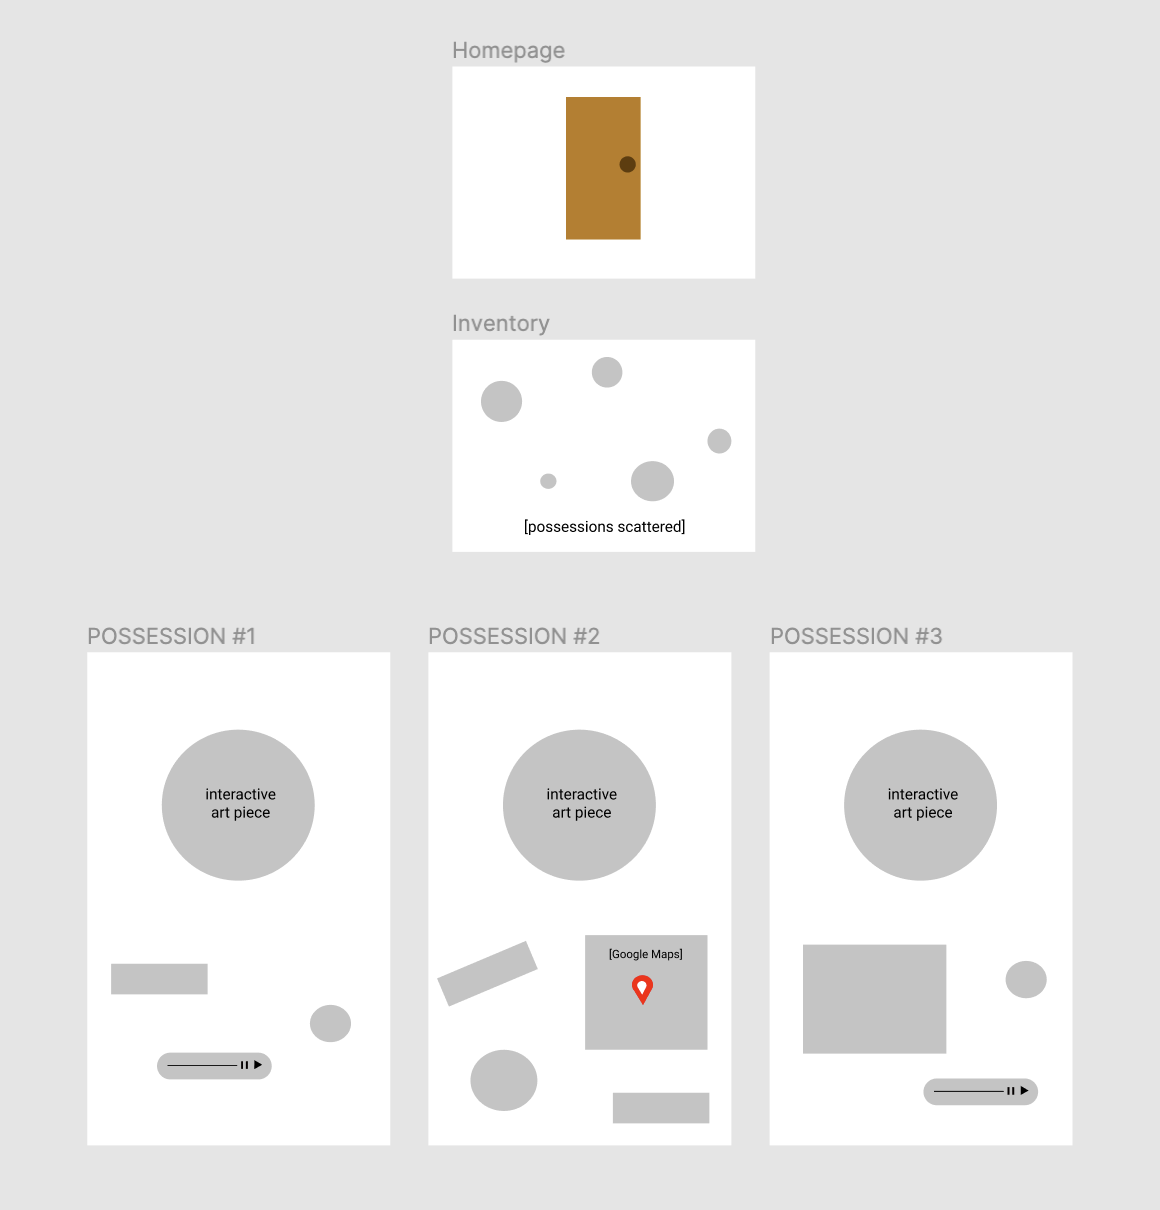 Homepage
Inventory
[possessions scattered]
POSSESSION #1
POSSESSION #2
POSSESSION #3
interactive
art piece
interactive
art piece
interactive
art piece
[Google Maps]